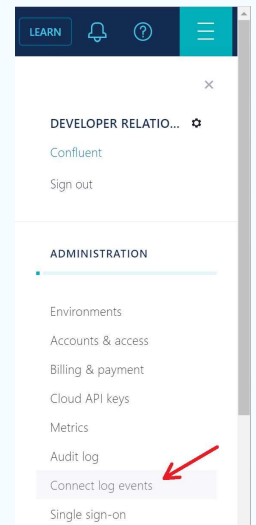 LEARN
DEVELOPER RELATIO...
Confluent
Sign out
ADMINISTRATION
Environments
Accounts & access
Billing & payment
Cloud API keys
Metrics
Audit log
Connect log events
Single sign-on